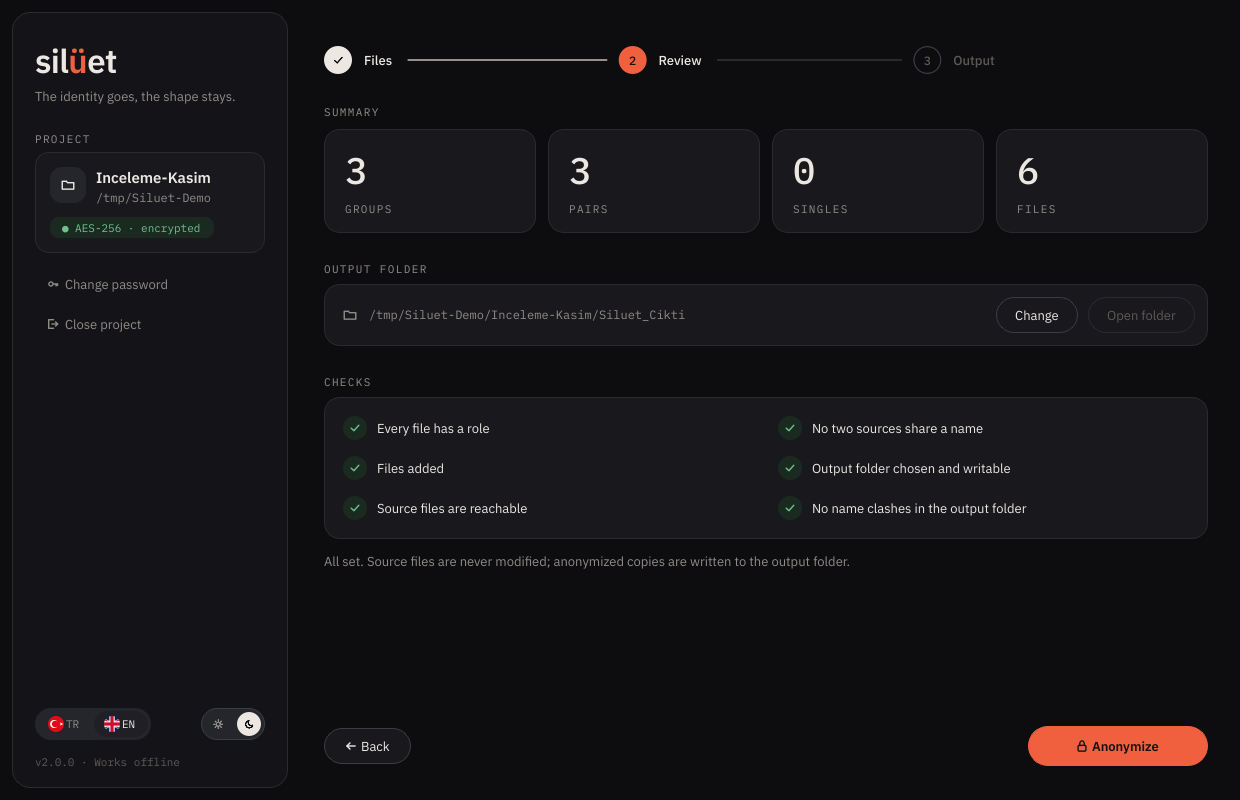 silüet
The identity goes, the shape stays.
PROJECT
Inceleme-Kasim
/tmp/Siluet-Demo
AES-256 · encrypted
Change password
Close project
TR
EN
v2.0.0 · Works offline
Files
2
Review
3
Output
SUMMARY
3
GROUPS
3
PAIRS
0
SINGLES
6
FILES
OUTPUT FOLDER
/tmp/Siluet-Demo/Inceleme-Kasim/Siluet_Cikti
Change
Open folder
CHECKS
Every file has a role
No two sources share a name
Files added
Output folder chosen and writable
Source files are reachable
No name clashes in the output folder
All set. Source files are never modified; anonymized copies are written to the output folder.
Back
Anonymize